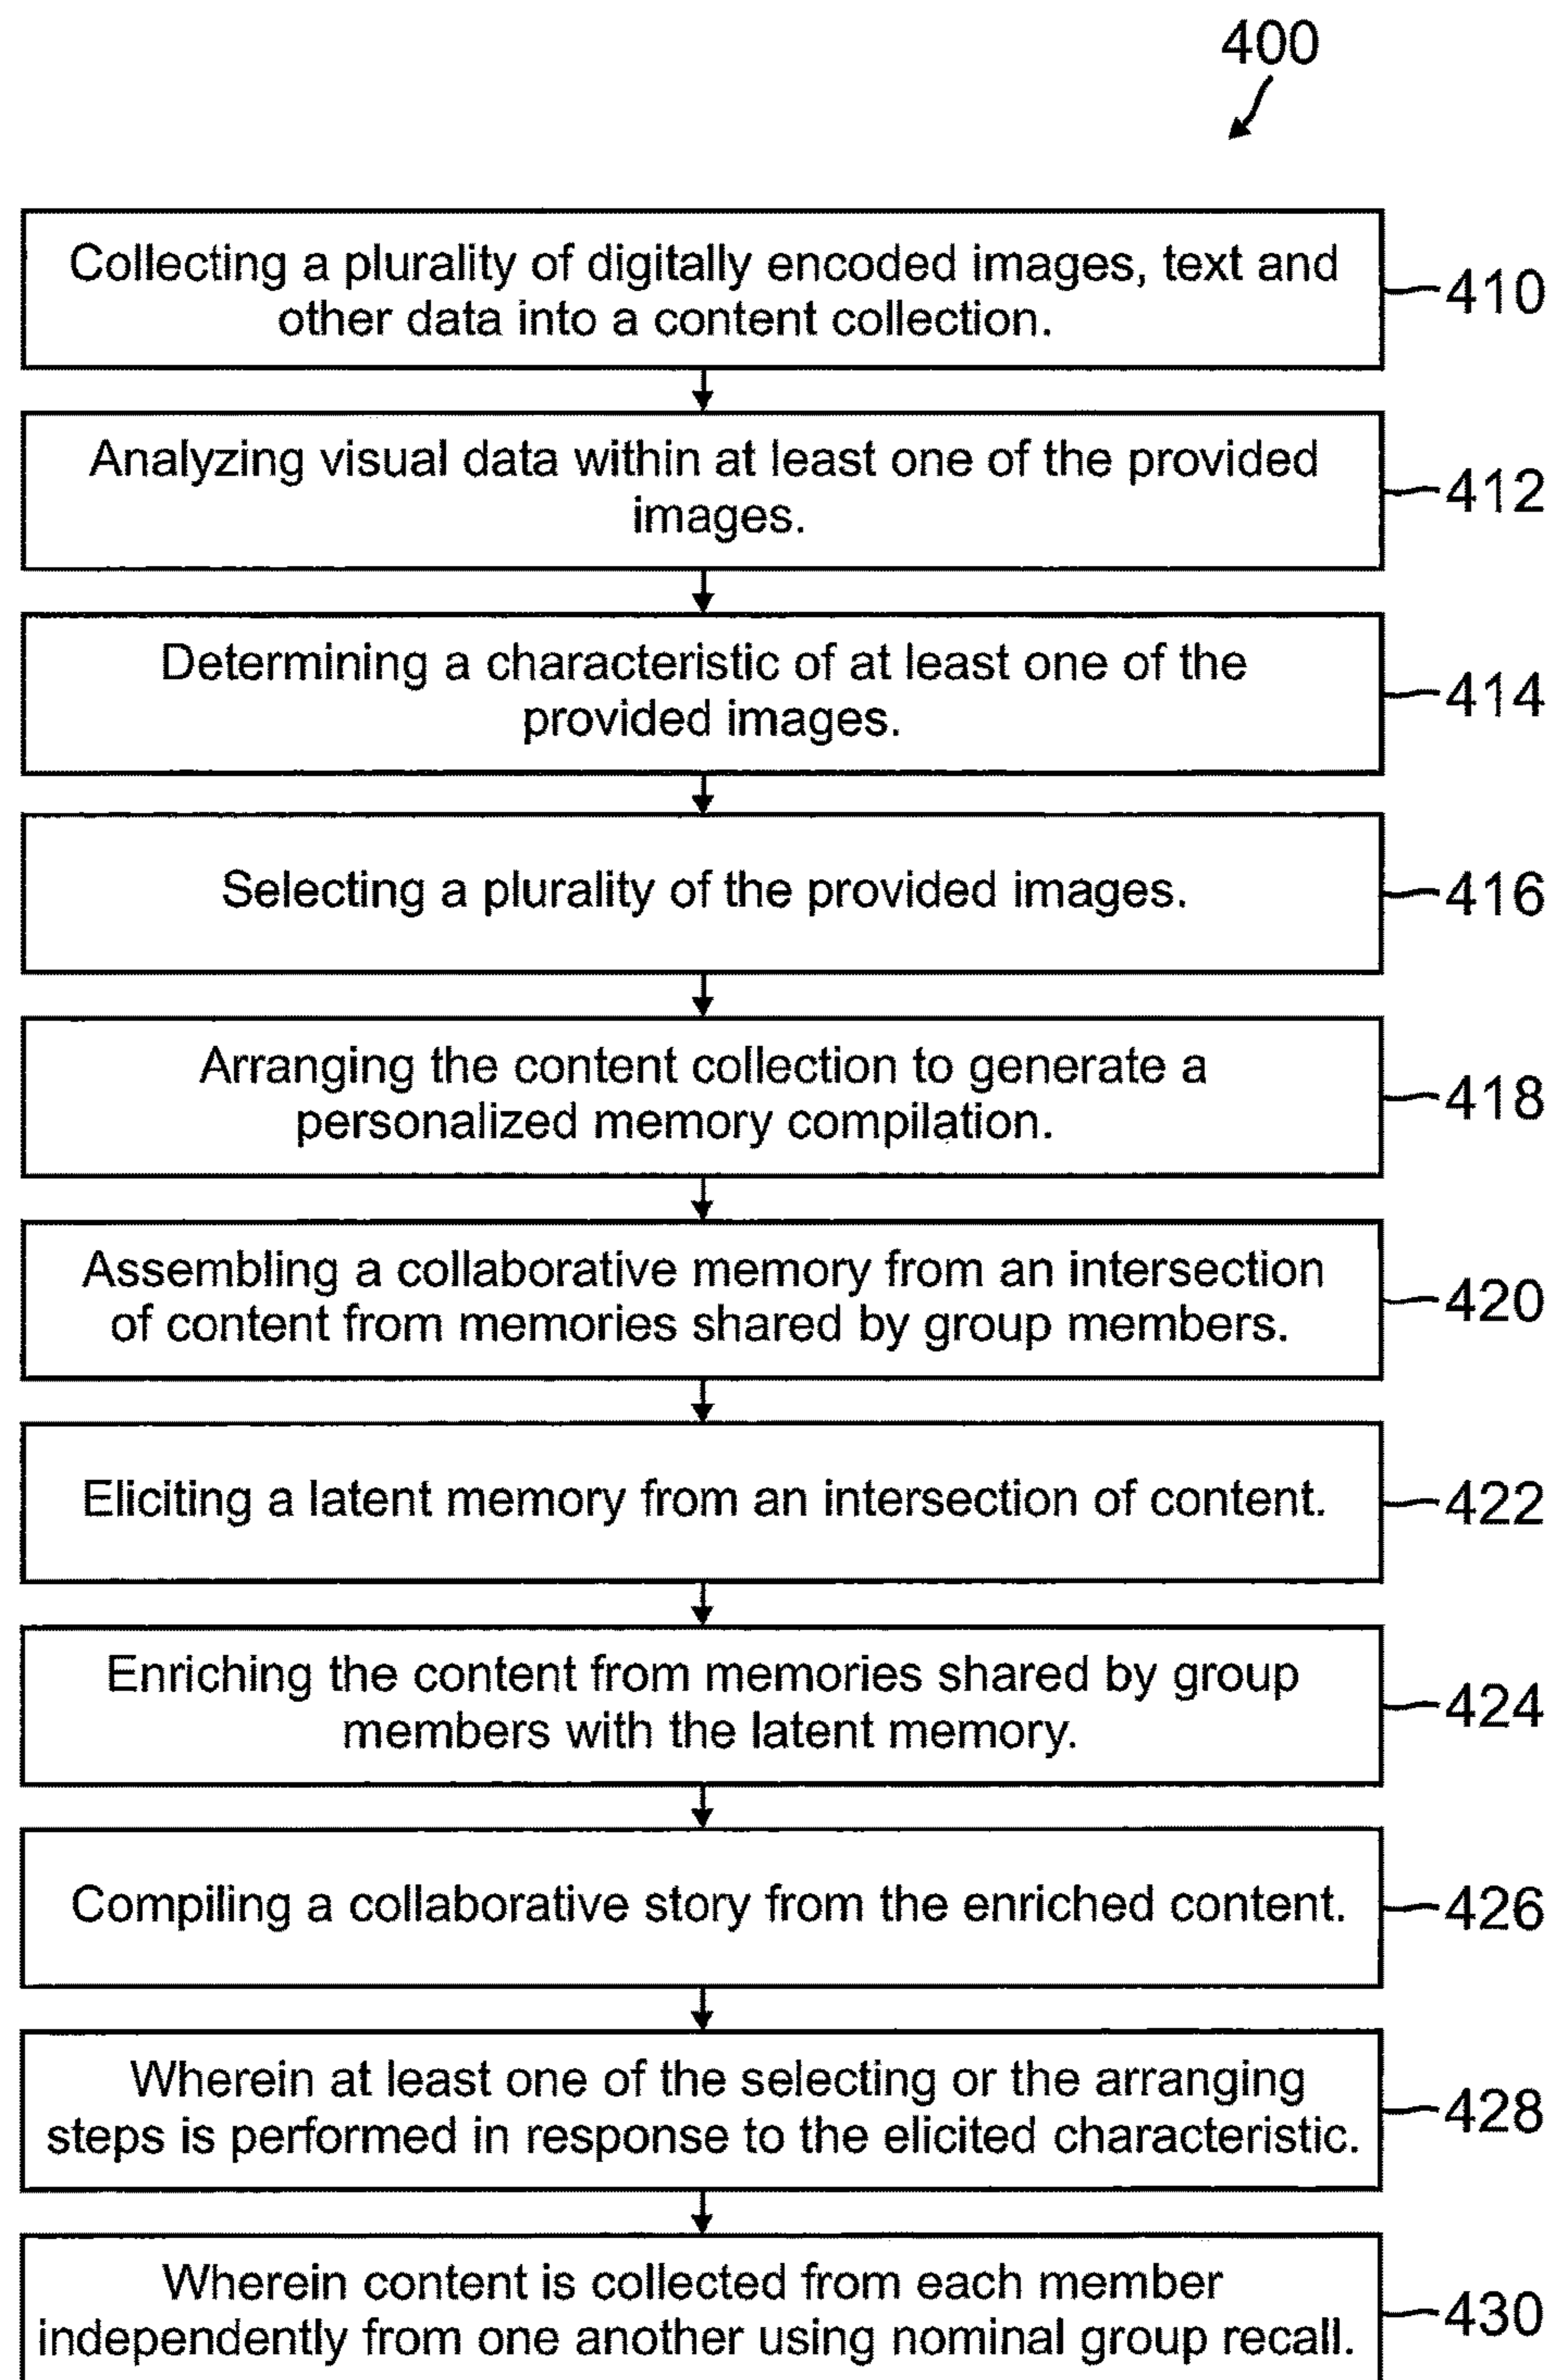 400
Collecting a plurality of digitally encoded images, text and
other data into a content collection.
410
Analyzing visual data within at least one of the provided
images.
412
Determining a characteristic of at least one of the
provided images.
414
Selecting a plurality of the provided images.
416
Arranging the content collection to generate a
personalized memory compilation.
418
Assembling a collaborative memory from an intersection
of content from memories shared by group members.
420
Eliciting a latent memory from an intersection of content.
422
Enriching the content from memories shared by group
members with the latent memory.
424
Compiling a collaborative story from the enriched content.
426
Wherein at least one of the selecting or the arranging
steps is performed in response to the elicited characteristic.
428
Wherein content is collected from each member
independently from one another using nominal group recall.
430